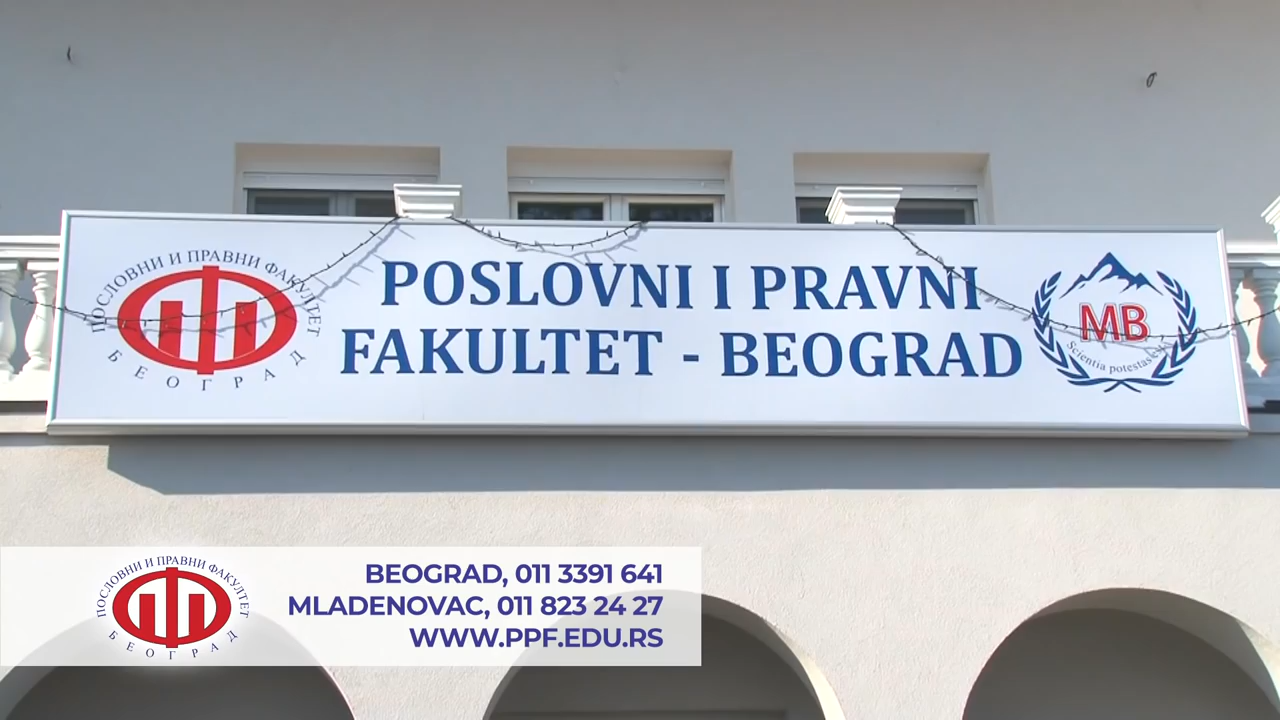 ПОСЛОВНИ И ПРАВНИ ФАКУЛТЕТ
БЕОГРАД
POSLOVNI I PRAVNI
FAKULTET - BEOGRAD
MB
Scientia potestas
ПОСЛОВНИ И ПРАВНИ ФАКУЛТЕТ
БЕОГРАД
BEOGRAD, 011 3391 641
MLADENOVAC, 011 823 24 27
WWW.PPF.EDU.RS